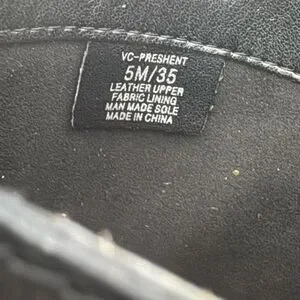 VC-PRESHENT
5M/35
LEATHER UPPER
FABRIC LINING
MAN MADE SOLE
MADE IN CHINA